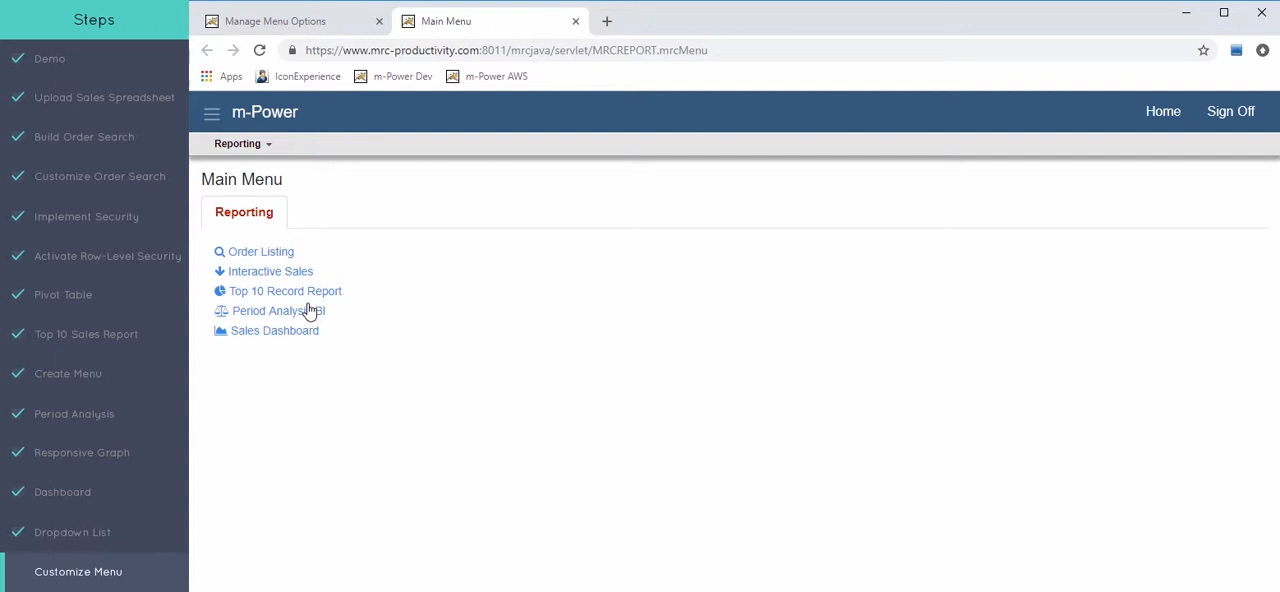 Steps
Demo
Upload Sales Spreadsheet
Build Order Search
Customize Order Search
Implement Security
Activate Row-Level Security
Pivot Table
Top 10 Sales Report
Create Menu
Period Analysis
Responsive Graph
Dashboard
Dropdown List
Customize Menu
Manage Menu Options
Main Menu
https://www.mrc-productivity.com:8011/mrcjava/servlet/MRCREPORT.mrcMenu
Apps IconExperience m-Power Dev m-Power AWS
m-Power
Home Sign Off
Reporting
Main Menu
Reporting
Order Listing
Interactive Sales
Top 10 Record Report
Period Analysis BI
Sales Dashboard